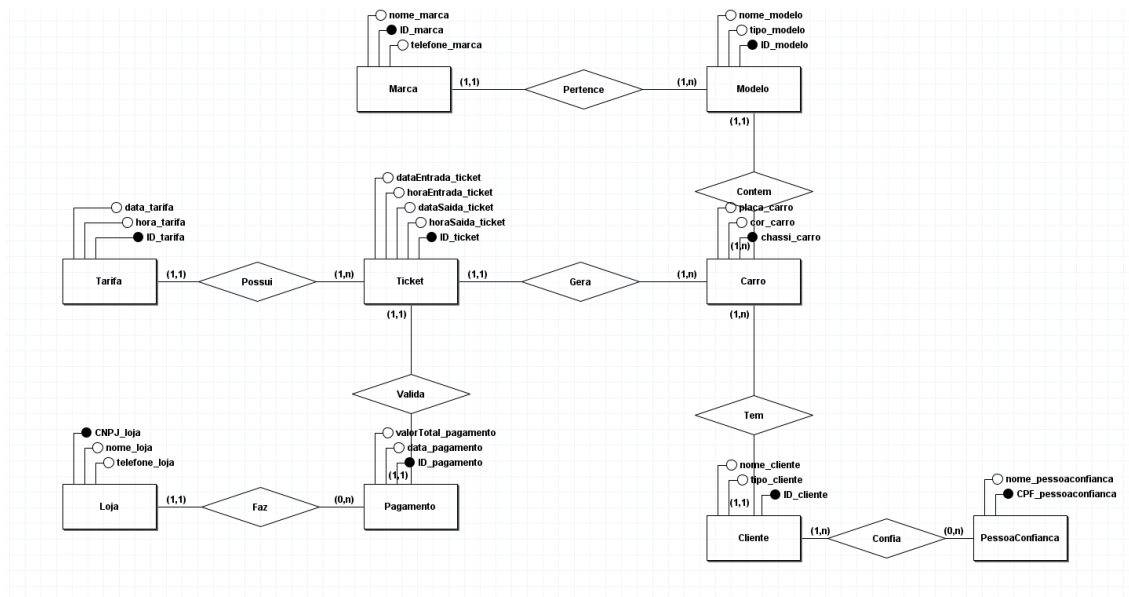 nome_marca
ID_marca
telefone_marca
nome_modelo
tipo_modelo
ID_modelo
Marca
(1,1)
Pertence
(1,n)
Modelo
(1,1)
Contem
dataEntrada_ticket
horaEntrada_ticket
dataSaida_ticket
horaSaida_ticket
ID_ticket
data_tarifa
hora_tarifa
ID_tarifa
placa_carro
cor_carro
chassi_carro
(1,n)
Tarifa
(1,1)
Possui
(1,n)
Ticket
(1,1)
Gera
(1,n)
Carro
(1,1)
(1,n)
Valida
Tem
CNPJ_loja
nome_loja
telefone_loja
valorTotal_pagamento
data_pagamento
ID_pagamento
(1,1)
Loja
(1,1)
Faz
(0,n)
Pagamento
nome_cliente
tipo_cliente
ID_cliente
(1,1)
nome_pessoaconfianca
CPF_pessoaconfianca
Cliente
(1,n)
Confia
(0,n)
PessoaConfianca